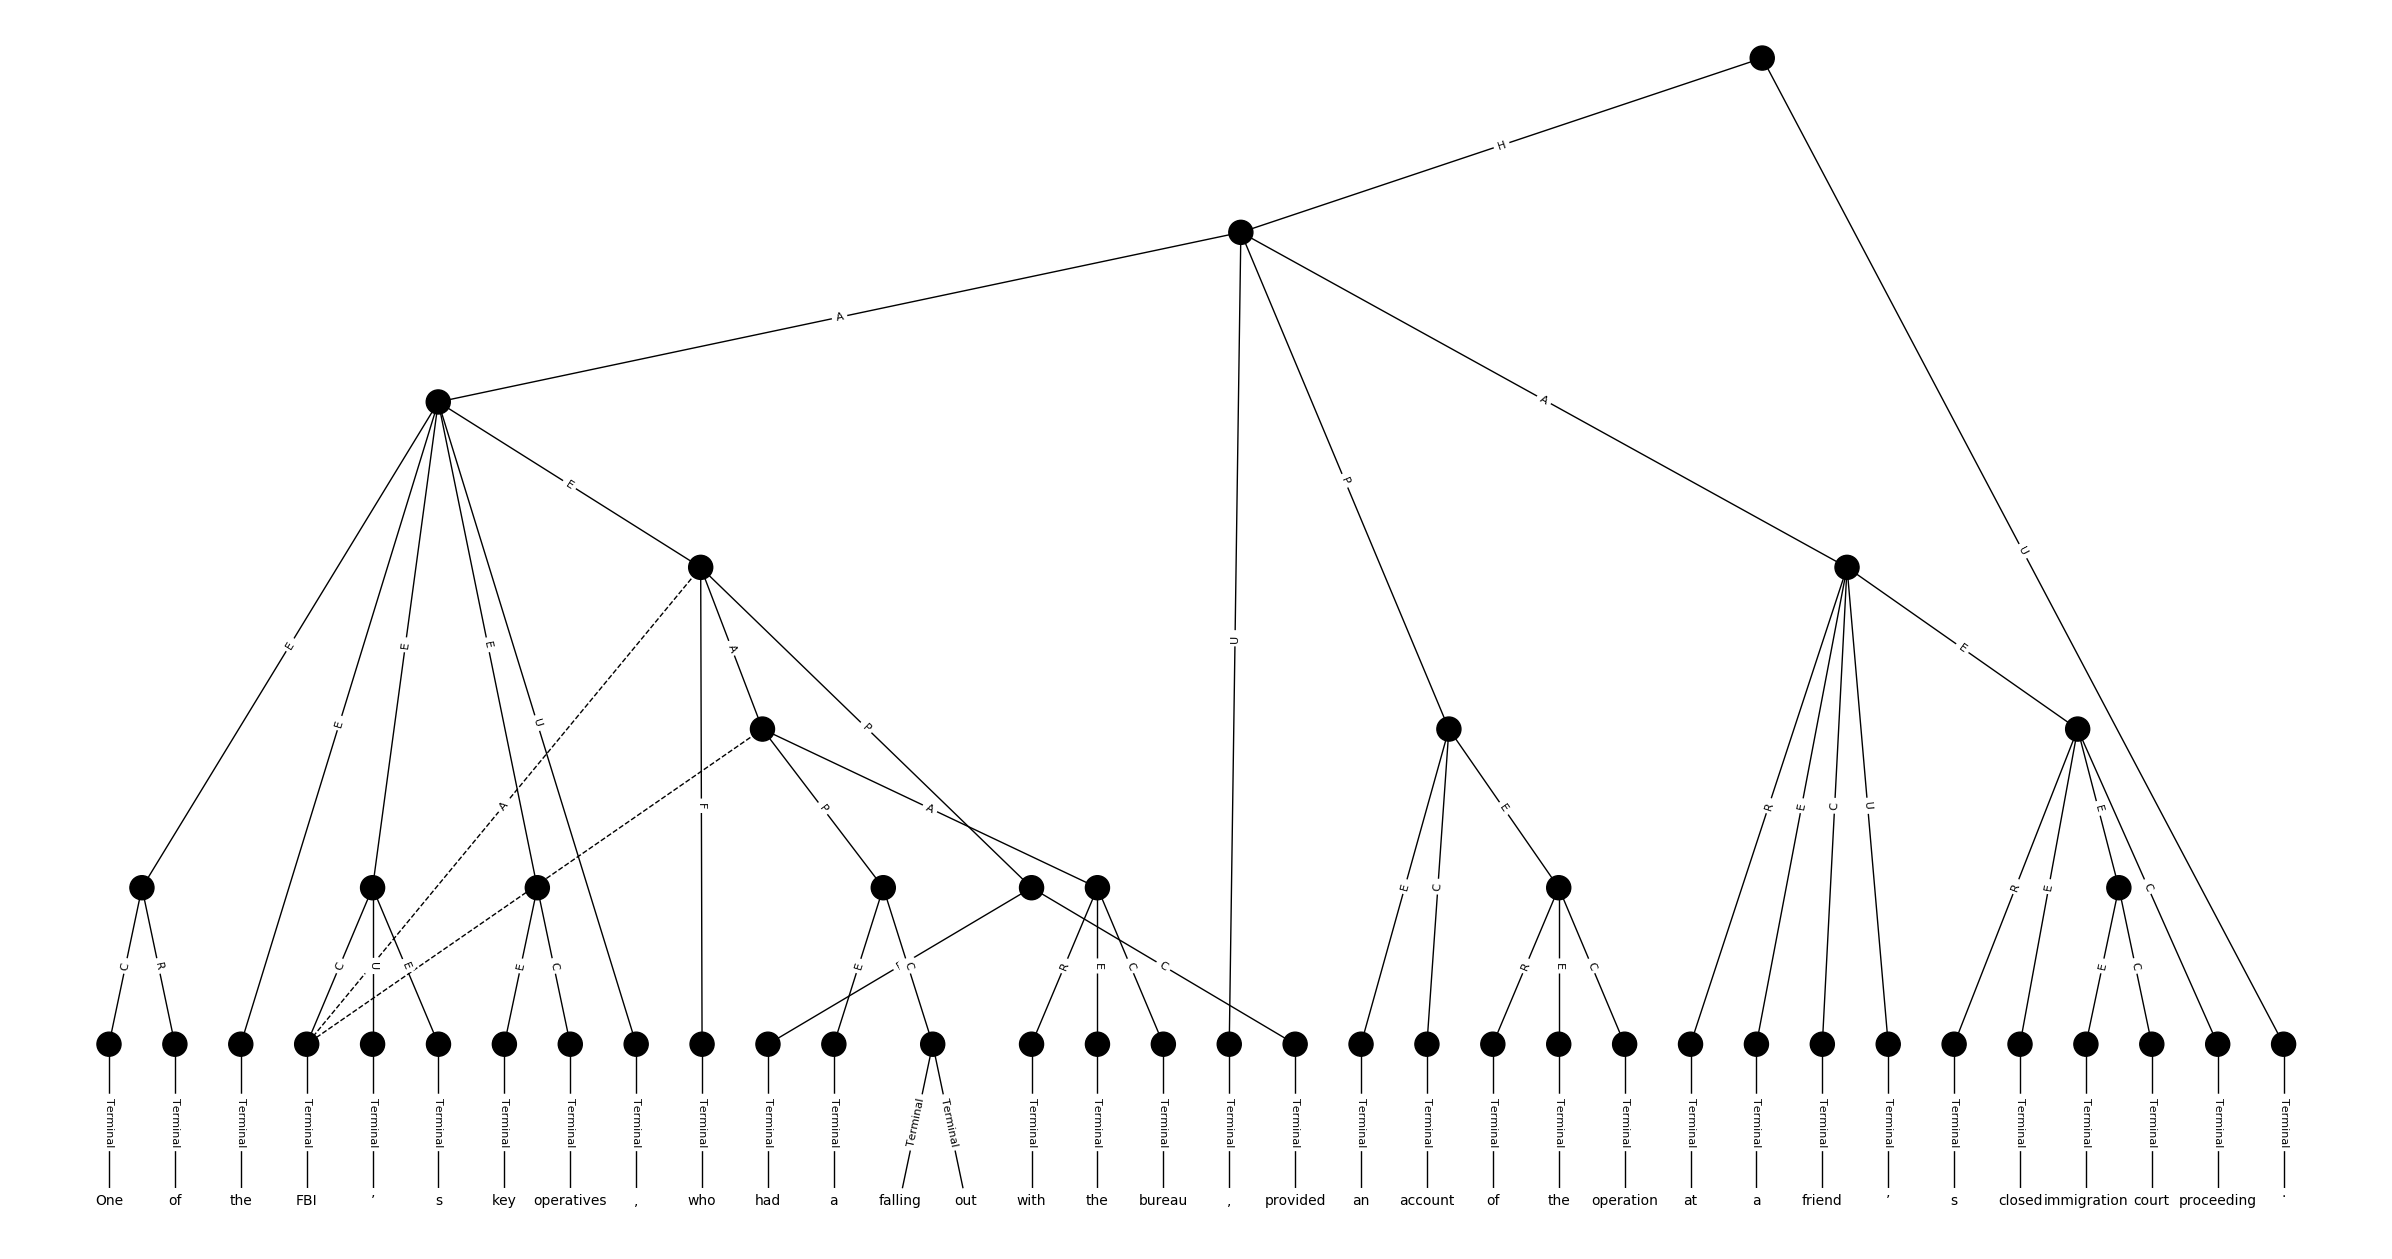 H
U
A
A
P
U
E
E
E
E
E
U
E
A
P
A
F
A
P
A
E
C
E
R
E
C
U
E
R
E
E
C
C
R
C
U
E
E
C
E
C
R
E
C
C
R
E
C
E
C
Terminal Terminal Terminal Terminal Terminal Terminal Terminal Terminal Terminal Terminal Terminal Terminal Terminal Terminal Terminal Terminal Terminal Terminal Terminal Terminal Terminal Terminal Terminal Terminal Terminal Terminal Terminal Terminal Terminal Terminal Terminal Terminal Terminal Terminal
One of the FBI ’ s key operatives , who had a falling out with the bureau , provided an account of the operation at a friend ’ s closed immigration court proceeding .